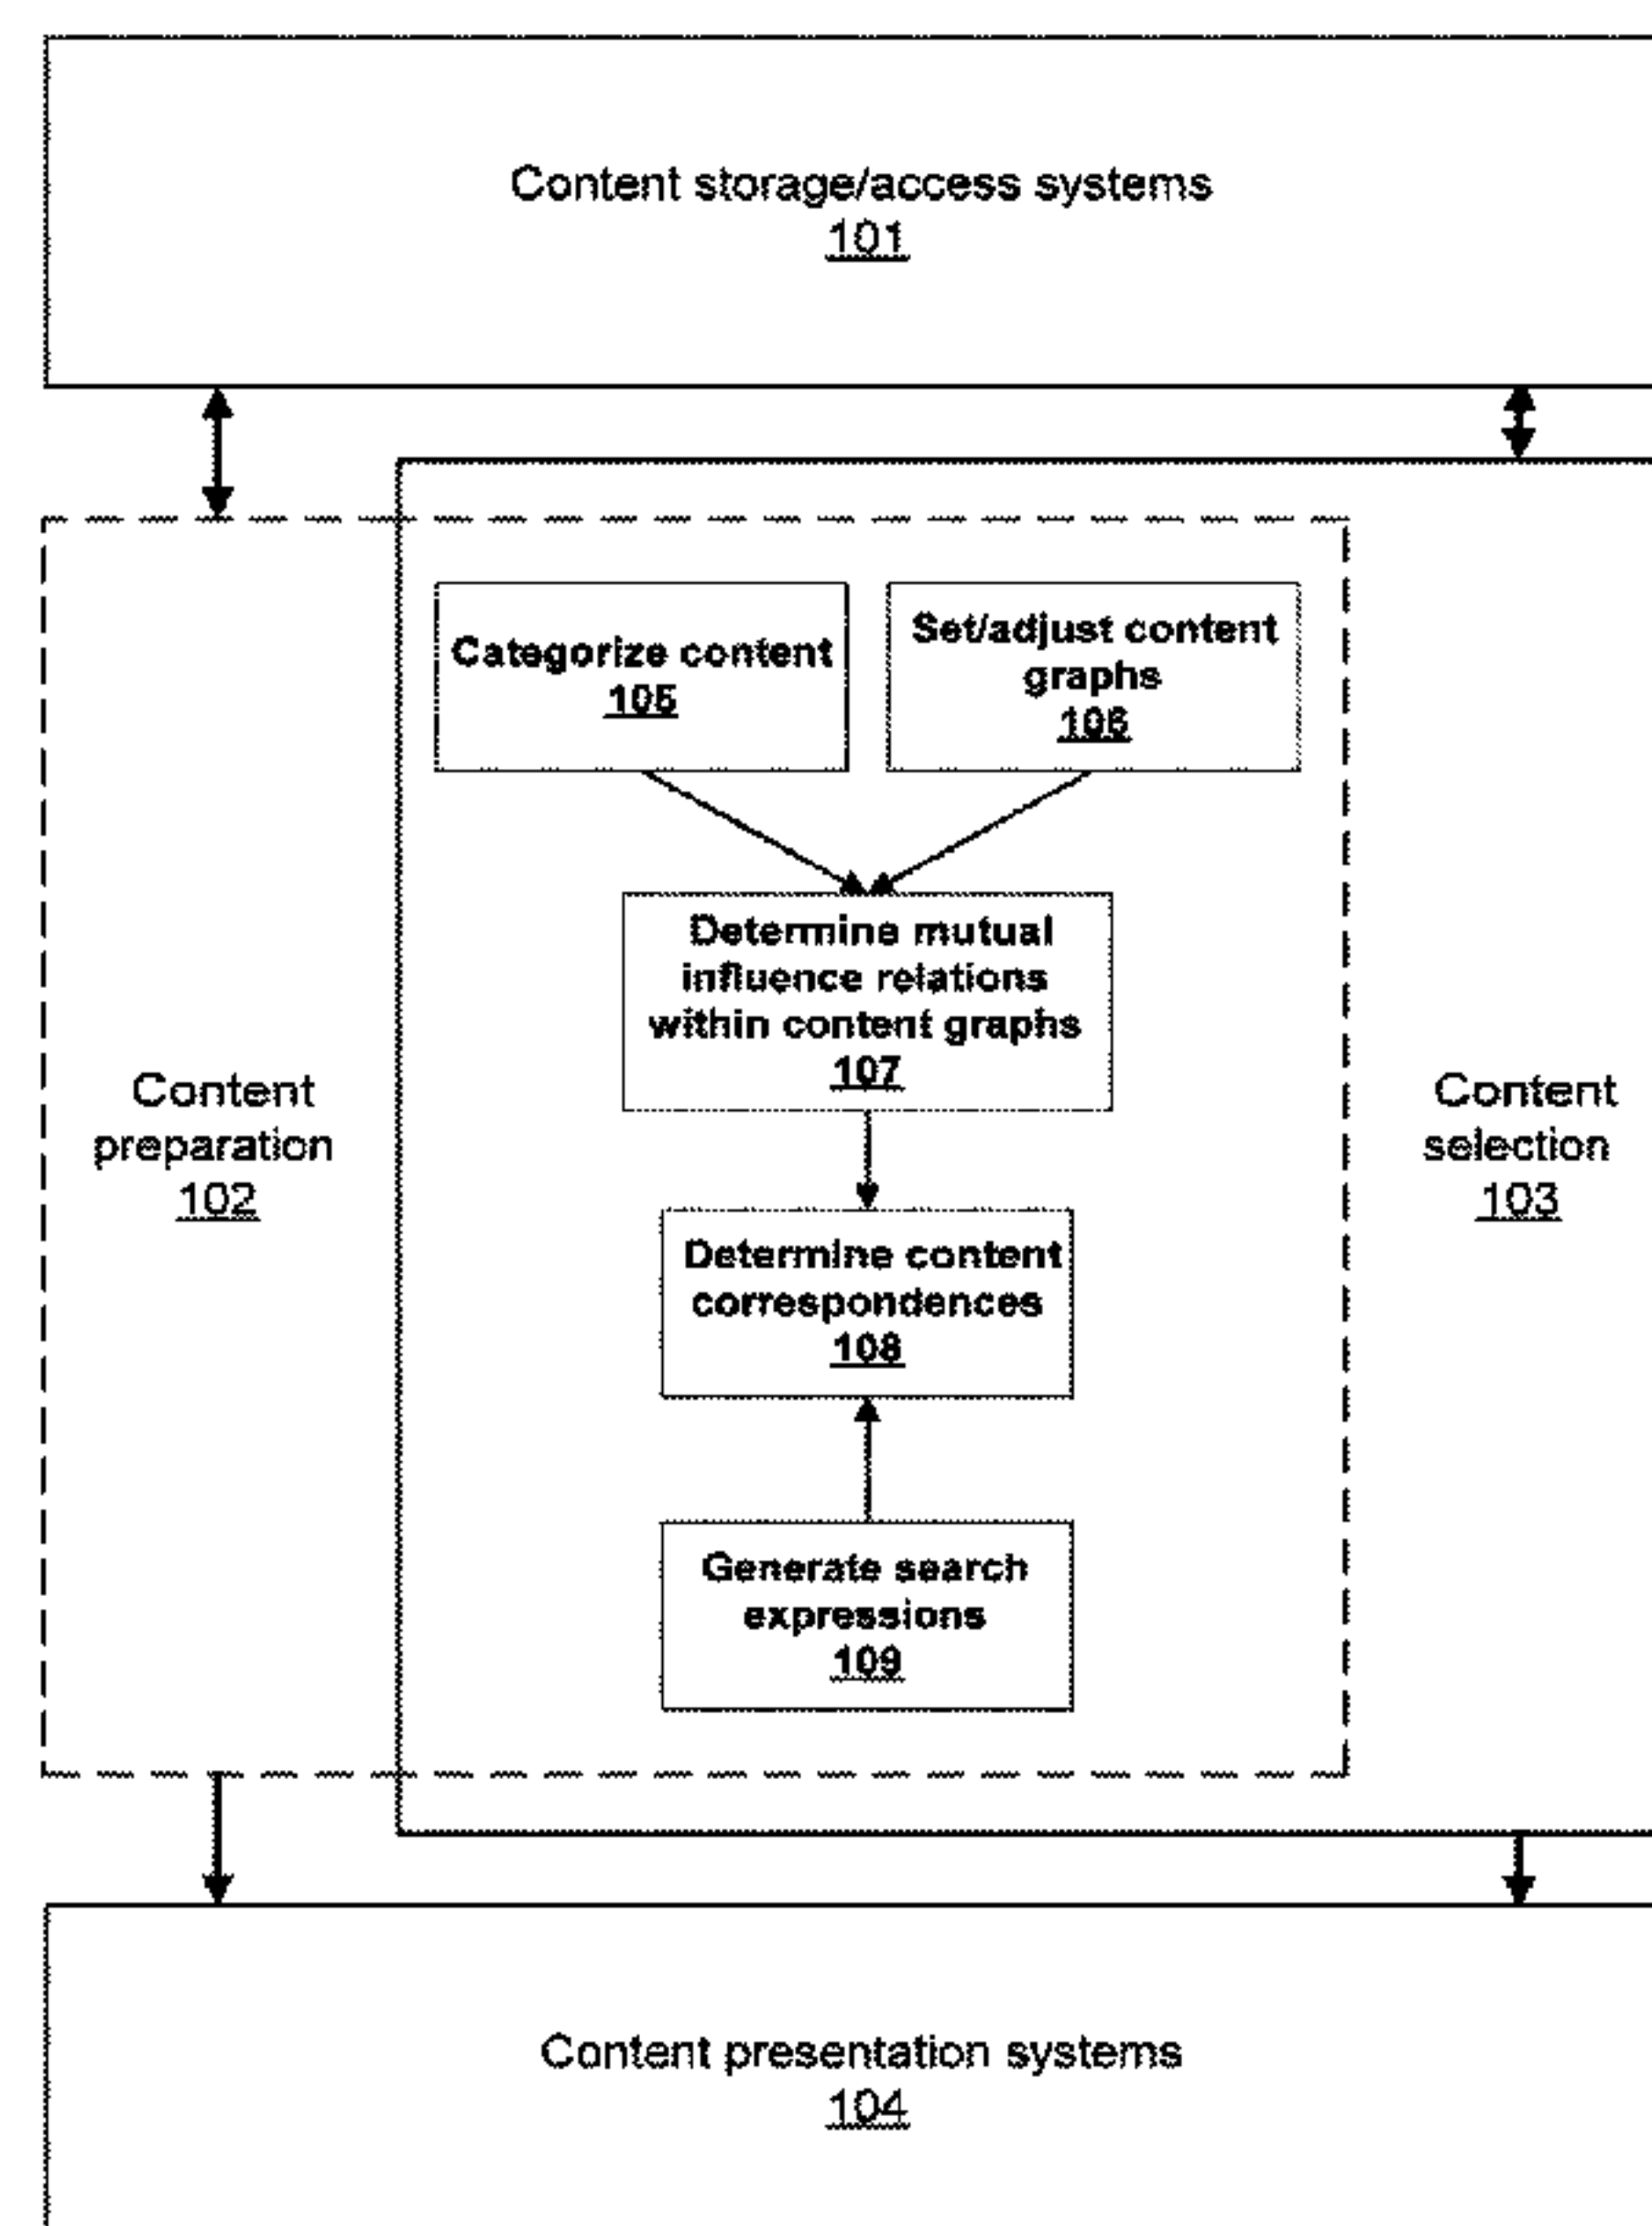 Content storage/access systems
101
Categorize content
105
Set/adjust content
graphs
106
Determine mutual
influence relations
within content graphs
107
Content
preparation
102
Content
selection
103
Determine content
correspondences
108
Generate search
expressions
109
Content presentation systems
104